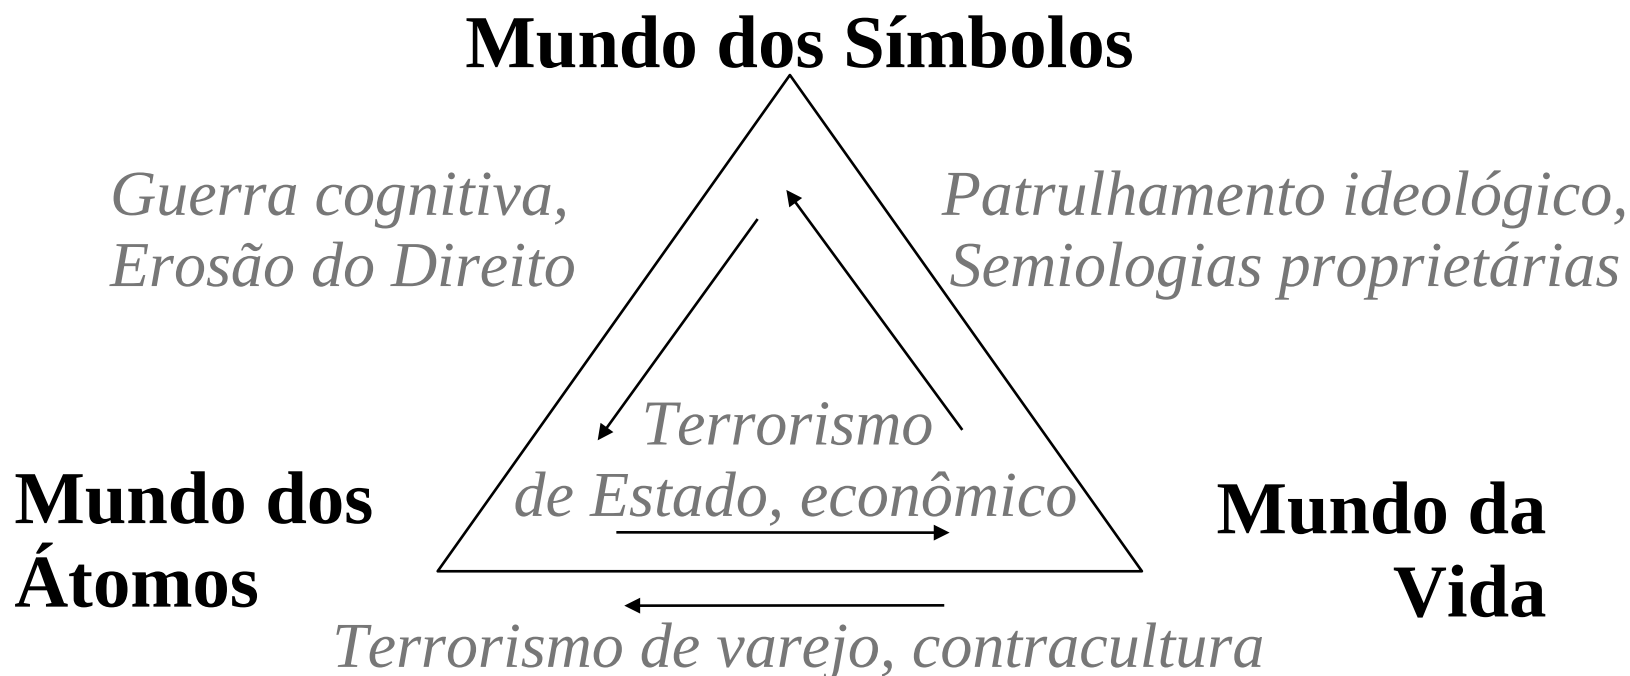 Mundo dos Símbolos
Guerra cognitiva,
Erosão do Direito
Patrulhamento ideológico,
Semiologias proprietárias
Terrorismo
de Estado, econômico
Mundo dos
Átomos
Mundo da
Vida
Terrorismo de varejo, contracultura